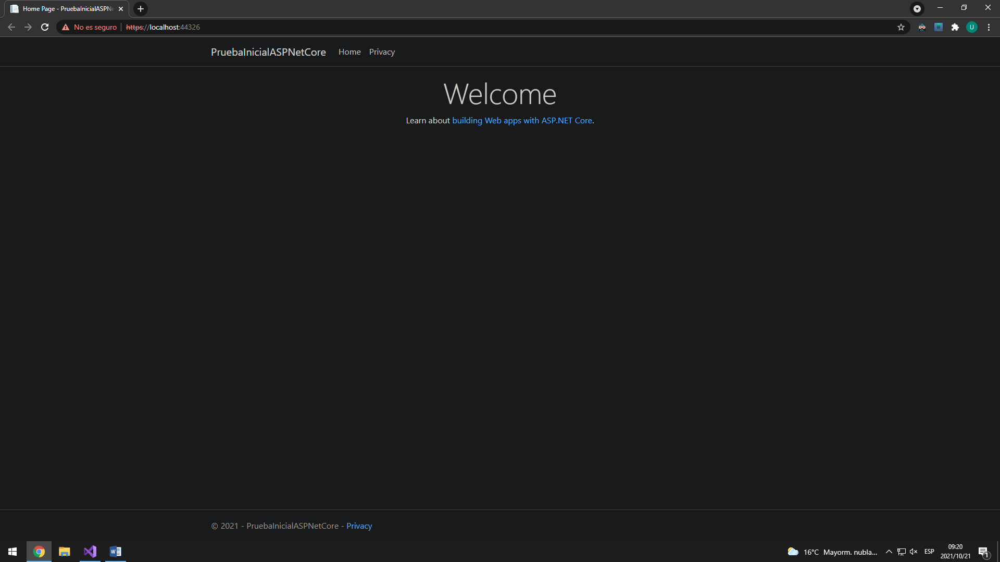 Home Page - PruebaInicialASPNe
No es seguro
https://localhost:44326
U
PruebaInicialASPNetCore
Home
Privacy
Welcome
Learn about building Web apps with ASP.NET Core.
© 2021 - PruebaInicialASPNetCore - Privacy
16°C Mayorm. nubla...
ESP
09:20
2021/10/21
1